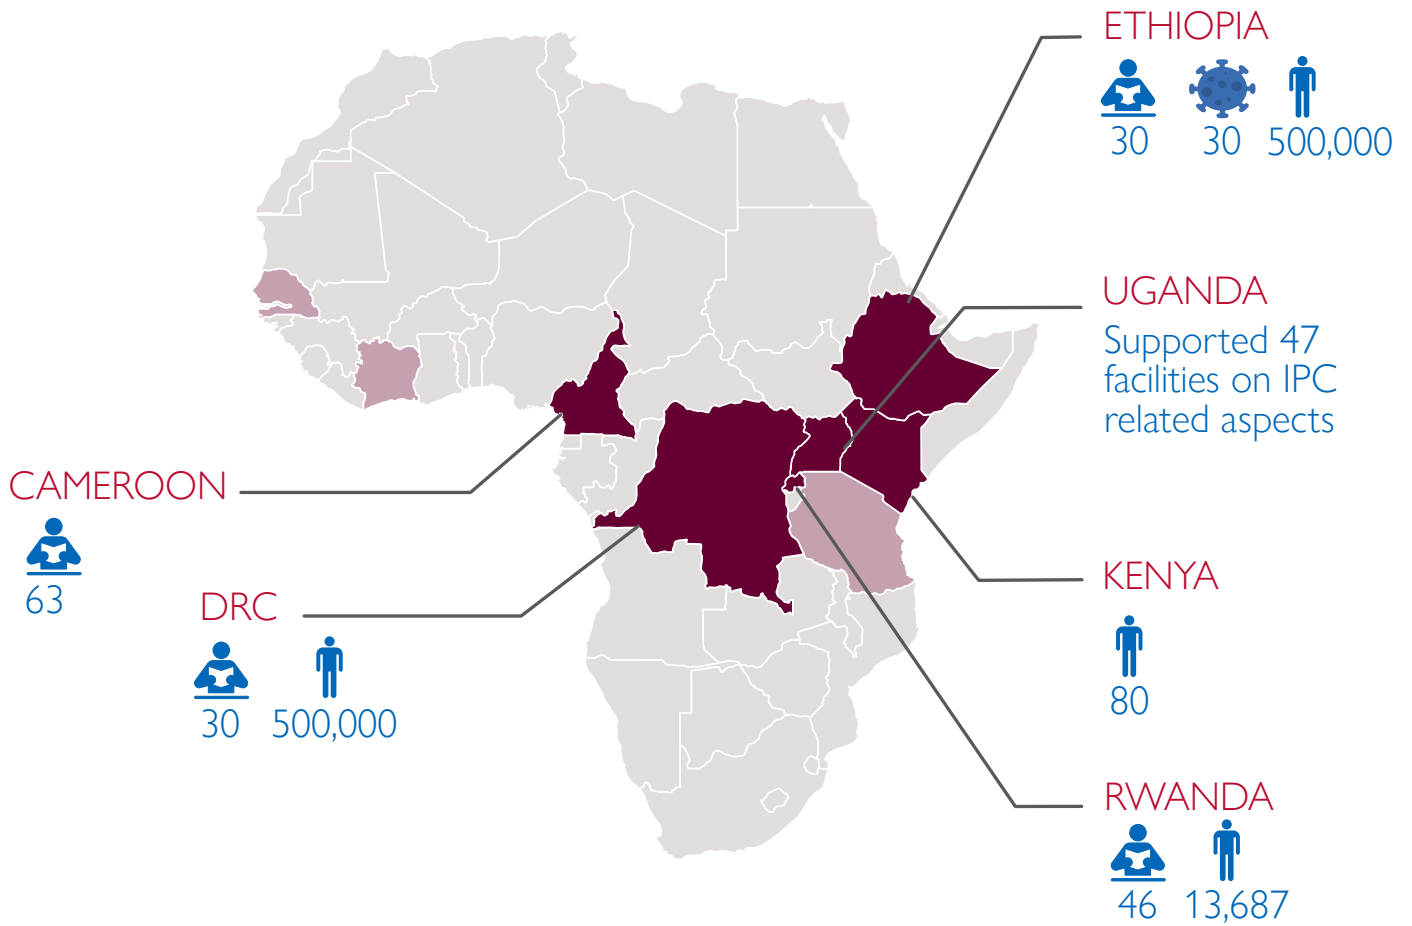 ETHIOPIA
30 30 500,000
UGANDA
Supported 47
facilities on IPC
related aspects
CAMEROON
63
DRC
30 500,000
KENYA
80
RWANDA
46 13,687